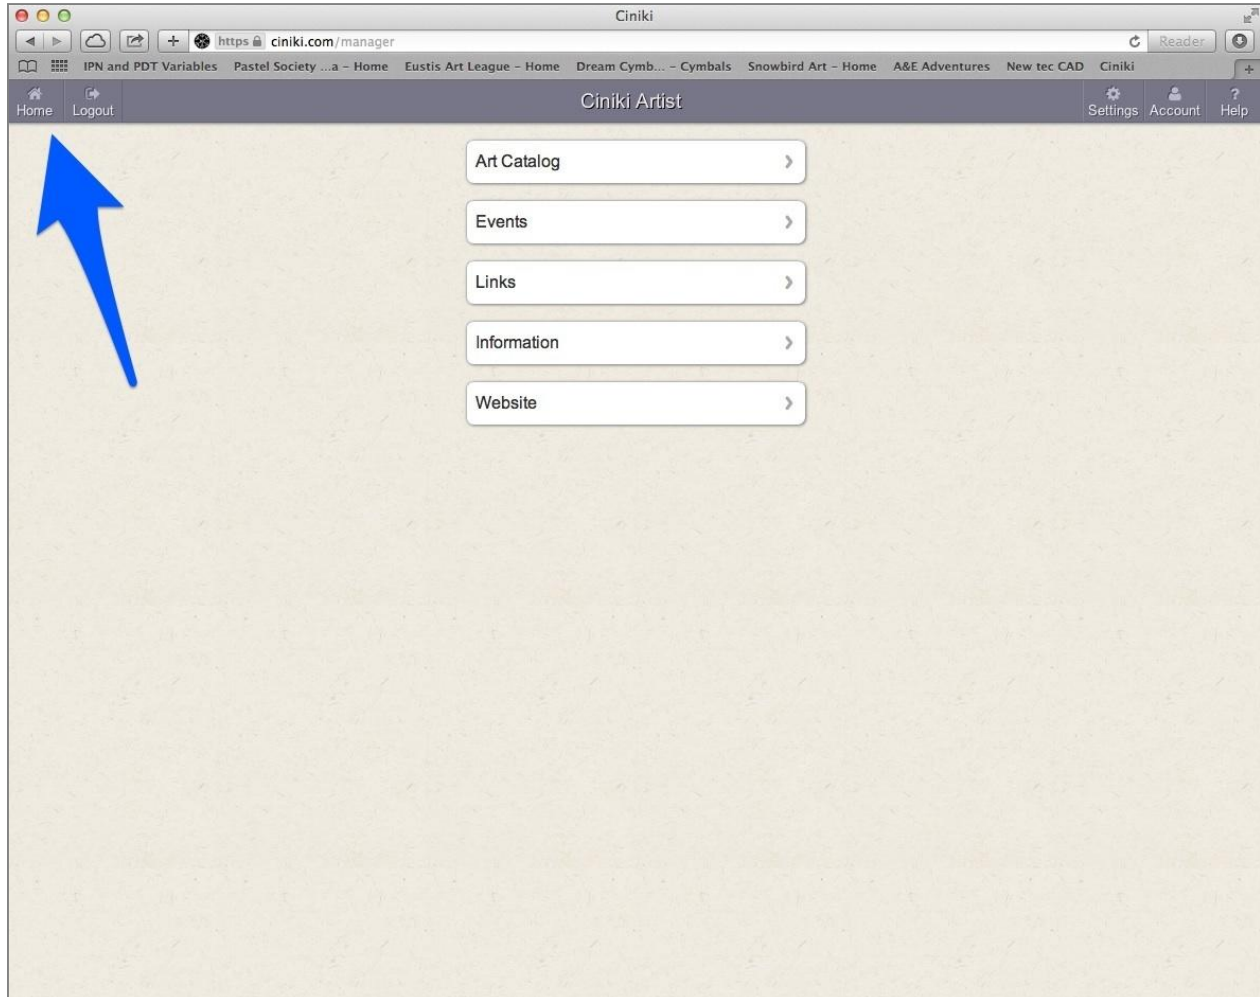 Ciniki
https ciniki.com/manager
Reader
IPN and PDT Variables Pastel Society ...a – Home Eustis Art League – Home Dream Cymb... – Cymbals Snowbird Art – Home A&E Adventures New tec CAD Ciniki
Home Logout Ciniki Artist Settings Account ? Help
Art Catalog
Events
Links
Information
Website